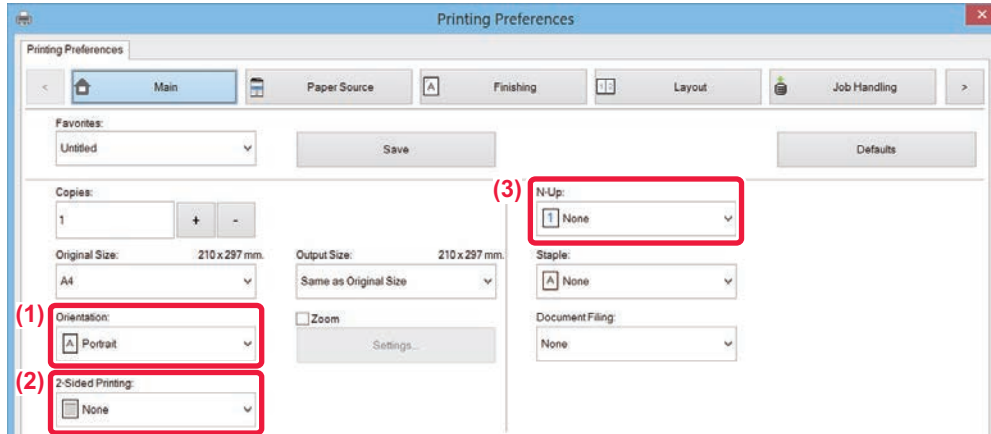 Printing Preferences
Printing Preferences
< Main Paper Source A Finishing 1 2 Layout Job Handling >
Favorites:
Untitled Save Defaults
Copies: (3) N-Up:
1 + - 1 None
Original Size: 210 x 297 mm. Output Size: 210 x 297 mm. Staple:
A4 Same as Original Size A None
(1) Orientation: Zoom Document Filing:
A Portrait Settings... None
(2) 2-Sided Printing:
None